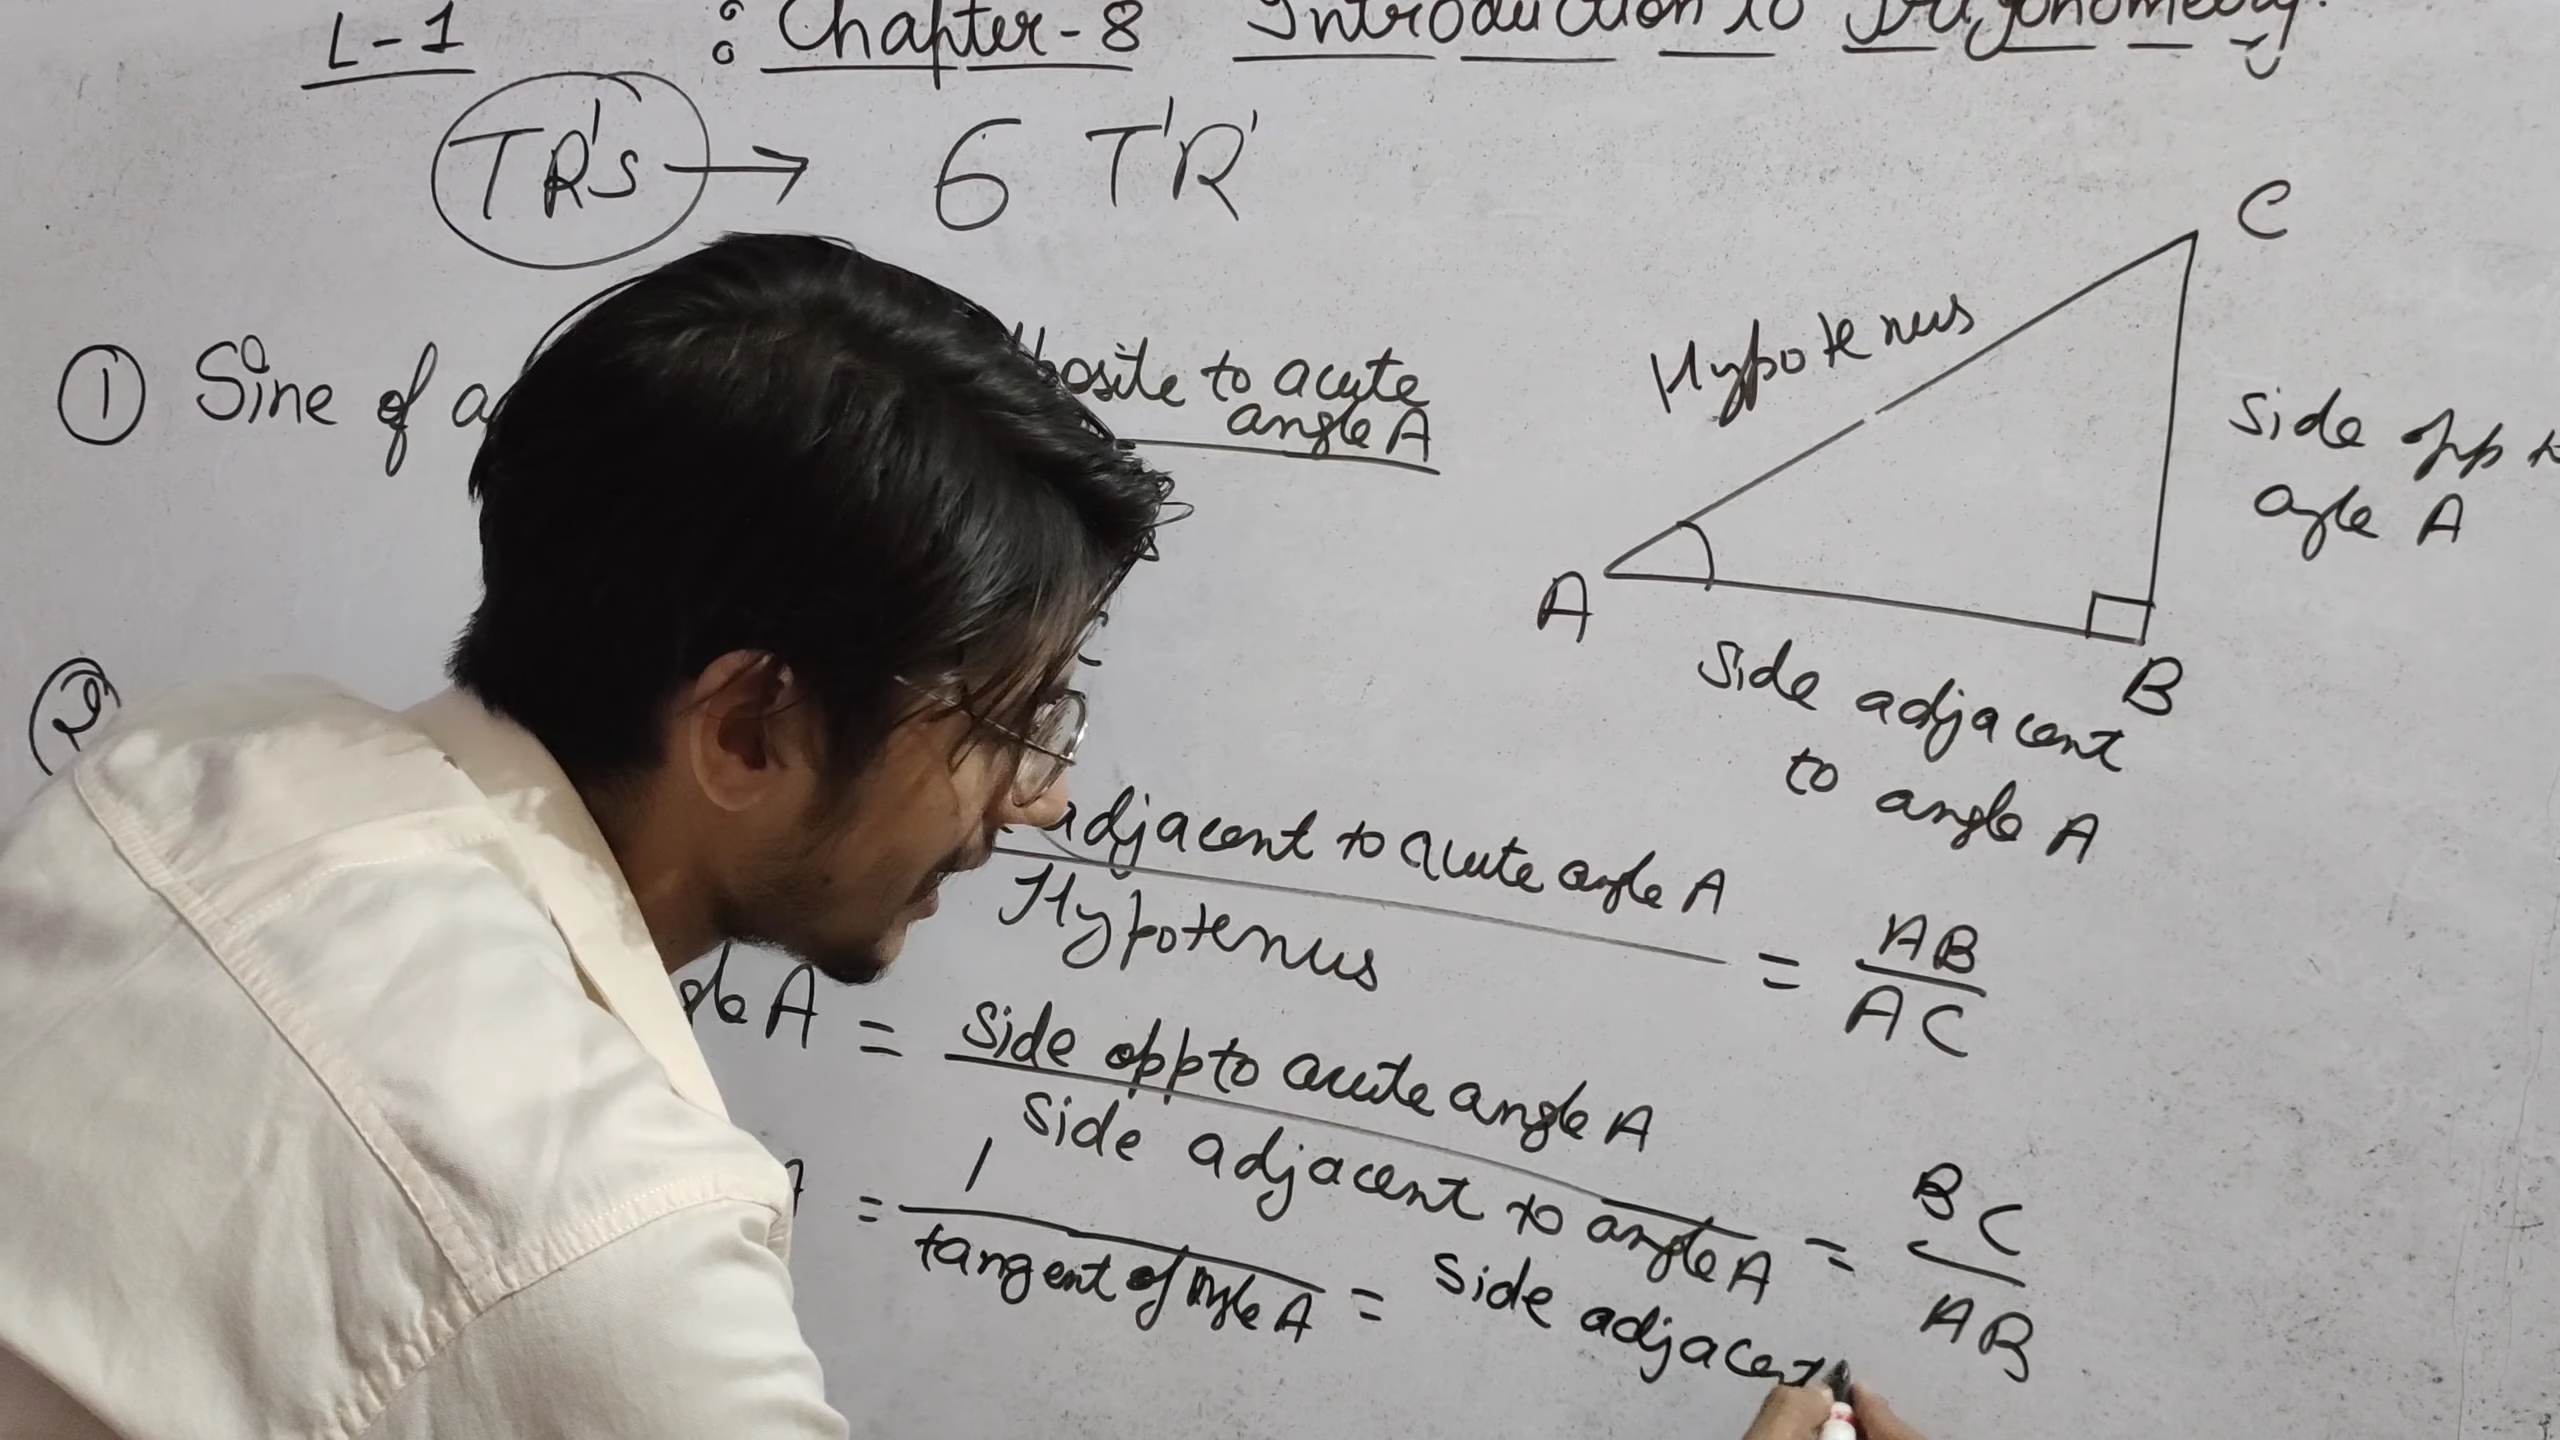 L-1 : Chapter-8 Introduction to Trigonometry.
TR's → 6 T'R'
C
Hypotenus
① Sine of a
posite to acute
angle A
side opp to
angle A
A
B
②
Side adjacent
to angle A
adjacent to acute angle A
Hypotenus
= AB
AC
gle A = side opp to acute angle A
side adjacent to angle A
= BC
AB
= 1
tangent of angle A
= Side adjacent